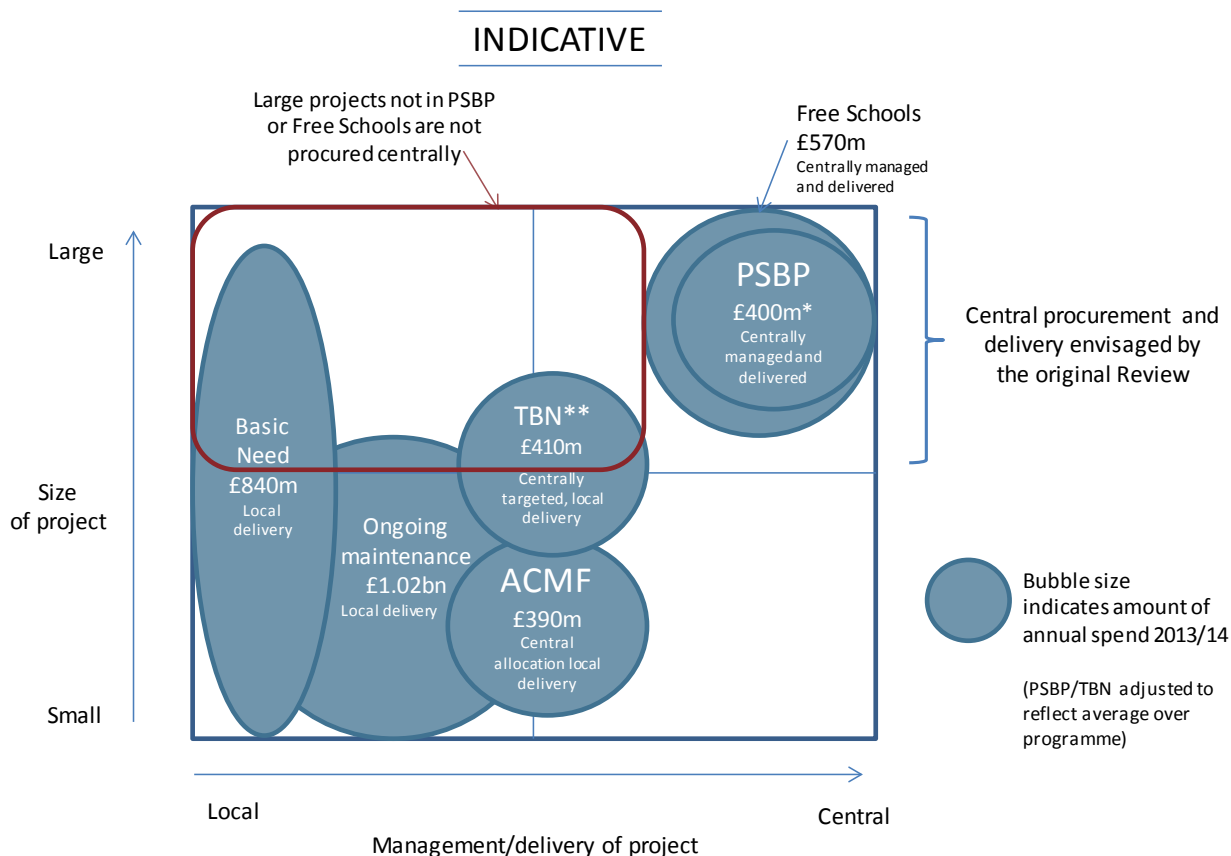 INDICATIVE
Large projects not in PSBP
or Free Schools are not
procured centrally
Free Schools
£570m
Centrally managed
and delivered
Large
Size
of project
Small
PSBP
£400m*
Centrally
managed and
delivered
Central procurement and
delivery envisaged by
the original Review
TBN**
£410m
Centrally
targeted, local
delivery
Basic
Need
£840m
Local
delivery
Ongoing
maintenance
£1.02bn
Local delivery
ACMF
£390m
Central
allocation local
delivery
Bubble size
indicates amount of
annual spend 2013/14
(PSBP/TBN adjusted to
reflect average over
programme)
Local
Central
Management/delivery of project